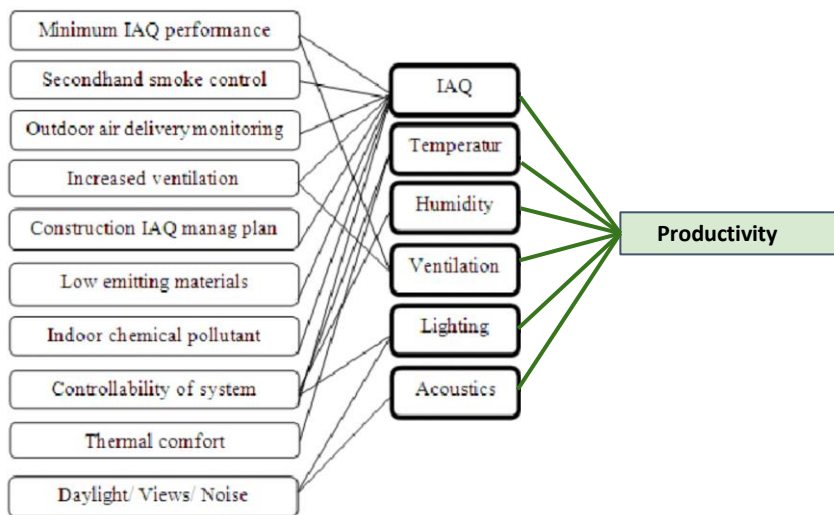 Minimum IAQ performance
Secondhand smoke control
Outdoor air delivery monitoring
Increased ventilation
Construction IAQ manag plan
Low emitting materials
Indoor chemical pollutant
Controllability of system
Thermal comfort
Daylight/ Views/ Noise
IAQ
Temperatur
Humidity
Ventilation
Lighting
Acoustics
Productivity